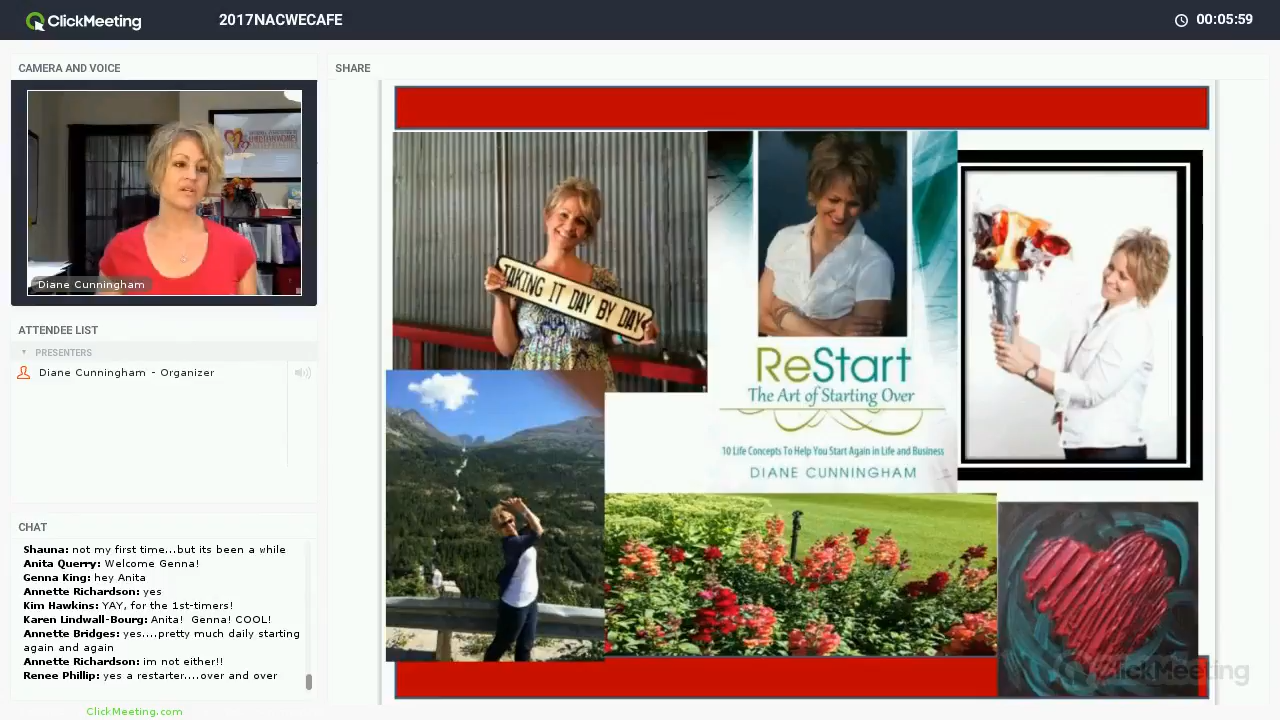 ClickMeeting
2017NACWECAFE
00:05:59
CAMERA AND VOICE
SHARE
Diane Cunningham
ATTENDEE LIST
PRESENTERS
Diane Cunningham - Organizer
CHAT
Shauna: not my first time...but its been a while
Anita Querry: Welcome Genna!
Genna King: hey Anita
Annette Richardson: yes
Kim Hawkins: YAY, for the 1st-timers!
Karen Lindwall-Bourg: Anita! Genna! COOL!
Annette Bridges: yes....pretty much daily starting
again and again
Annette Richardson: im not either!!
Renee Phillip: yes a restarter....over and over
ClickMeeting.com
TAKING IT DAY BY DAY
ReStart
The Art of Starting Over
10 Life Concepts To Help You Start Again in Life and Business
DIANE CUNNINGHAM
ClickMeeting